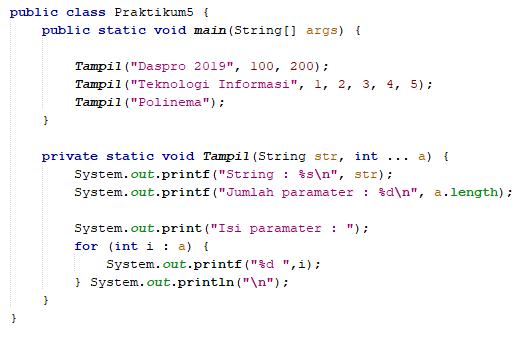 public class Praktikum5 {
    public static void main(String[] args) {

        Tampil("Daspro 2019", 100, 200);
        Tampil("Teknologi Informasi", 1, 2, 3, 4, 5);
        Tampil("Polinema");
    }

    private static void Tampil(String str, int ... a) {
        System.out.printf("String : %s\n", str);
        System.out.printf("Jumlah paramater : %d\n", a.length);

        System.out.print("Isi paramater : ");
        for (int i : a) {
            System.out.printf("%d ",i);
        } System.out.println("\n");
    }
}